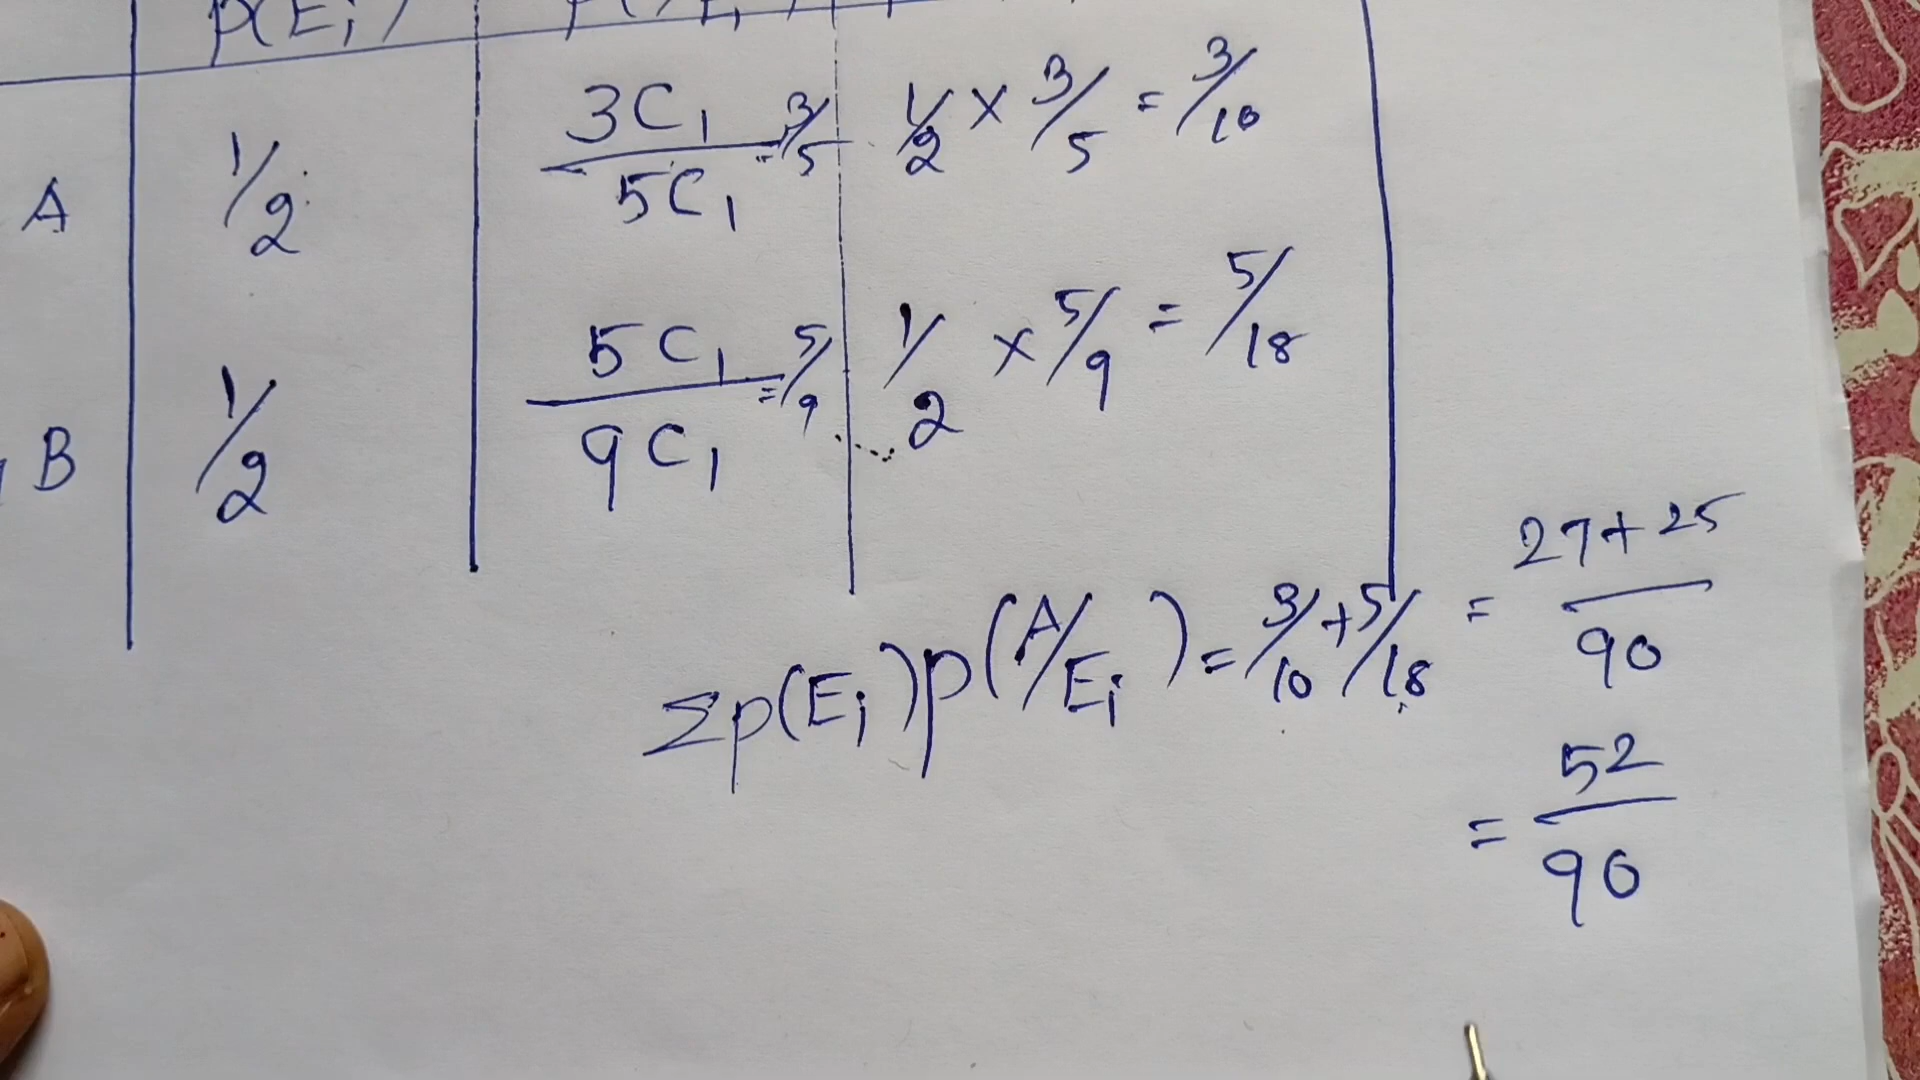 P(Ei)
A 1/2 3C1/5C1 = 3/5 1/2 × 3/5 = 3/10
B 1/2 5C1/9C1 = 5/9 1/2 × 5/9 = 5/18
Σp(Ei)p(A/Ei) = 3/10 + 5/18 = 27+25/90
= 52/90